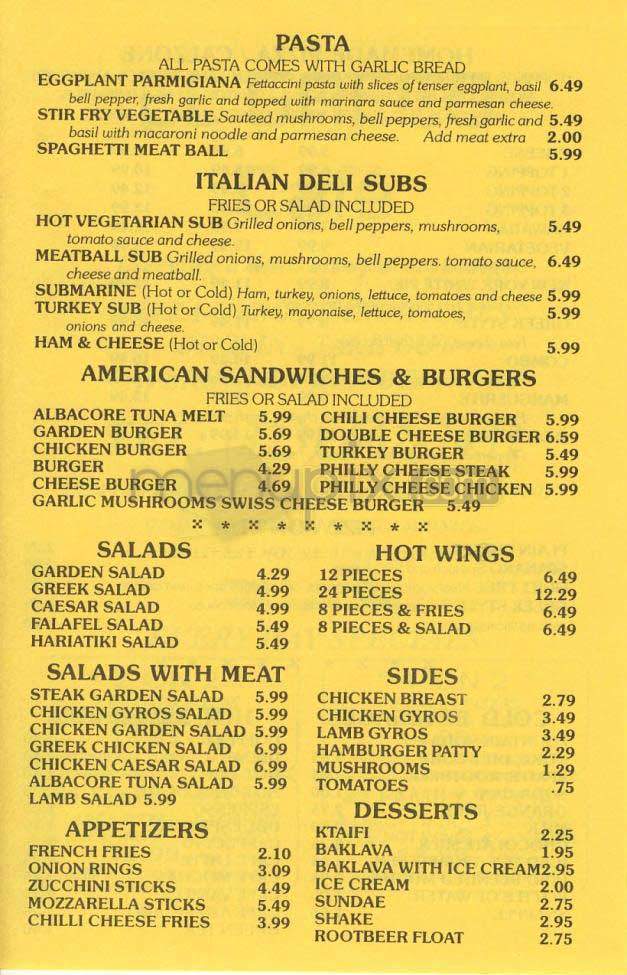 PASTA
ALL PASTA COMES WITH GARLIC BREAD
EGGPLANT PARMIGIANA Fettaccini pasta with slices of tenser eggplant, basil 6.49
bell pepper, fresh garlic and topped with marinara sauce and parmesan cheese.
STIR FRY VEGETABLE Sauteed mushrooms, bell peppers, fresh garlic and 5.49
basil with macaroni noodle and parmesan cheese. Add meat extra 2.00
SPAGHETTI MEAT BALL 5.99
ITALIAN DELI SUBS
FRIES OR SALAD INCLUDED
HOT VEGETARIAN SUB Grilled onions, bell peppers, mushrooms, 5.49
tomato sauce and cheese.
MEATBALL SUB Grilled onions, mushrooms, bell peppers. tomato sauce, 6.49
cheese and meatball.
SUBMARINE (Hot or Cold) Ham, turkey, onions, lettuce, tomatoes and cheese 5.99
TURKEY SUB (Hot or Cold) Turkey, mayonaise, lettuce, tomatoes, 5.99
onions and cheese.
HAM & CHEESE (Hot or Cold) 5.99
AMERICAN SANDWICHES & BURGERS
FRIES OR SALAD INCLUDED
ALBACORE TUNA MELT 5.99
GARDEN BURGER 5.69
CHICKEN BURGER 5.69
BURGER 4.29
CHEESE BURGER 4.69
CHILI CHEESE BURGER 5.99
DOUBLE CHEESE BURGER 6.59
TURKEY BURGER 5.49
PHILLY CHEESE STEAK 5.99
PHILLY CHEESE CHICKEN 5.99
GARLIC MUSHROOMS SWISS CHEESE BURGER 5.49
SALADS
GARDEN SALAD 4.29
GREEK SALAD 4.99
CAESAR SALAD 4.99
FALAFEL SALAD 5.49
HARIATIKI SALAD 5.49
HOT WINGS
12 PIECES 6.49
24 PIECES 12.29
8 PIECES & FRIES 6.49
8 PIECES & SALAD 6.49
SALADS WITH MEAT
STEAK GARDEN SALAD 5.99
CHICKEN GYROS SALAD 5.99
CHICKEN GARDEN SALAD 5.99
GREEK CHICKEN SALAD 6.99
CHICKEN CAESAR SALAD 6.99
ALBACORE TUNA SALAD 5.99
LAMB SALAD 5.99
SIDES
CHICKEN BREAST 2.79
CHICKEN GYROS 3.49
LAMB GYROS 3.49
HAMBURGER PATTY 2.29
MUSHROOMS 1.29
TOMATOES .75
APPETIZERS
FRENCH FRIES 2.10
ONION RINGS 3.09
ZUCCHINI STICKS 4.49
MOZZARELLA STICKS 5.49
CHILLI CHEESE FRIES 3.99
DESSERTS
KTAIFI 2.25
BAKLAVA 1.95
BAKLAVA WITH ICE CREAM 2.95
ICE CREAM 2.00
SUNDAE 2.75
SHAKE 2.95
ROOTBEER FLOAT 2.75